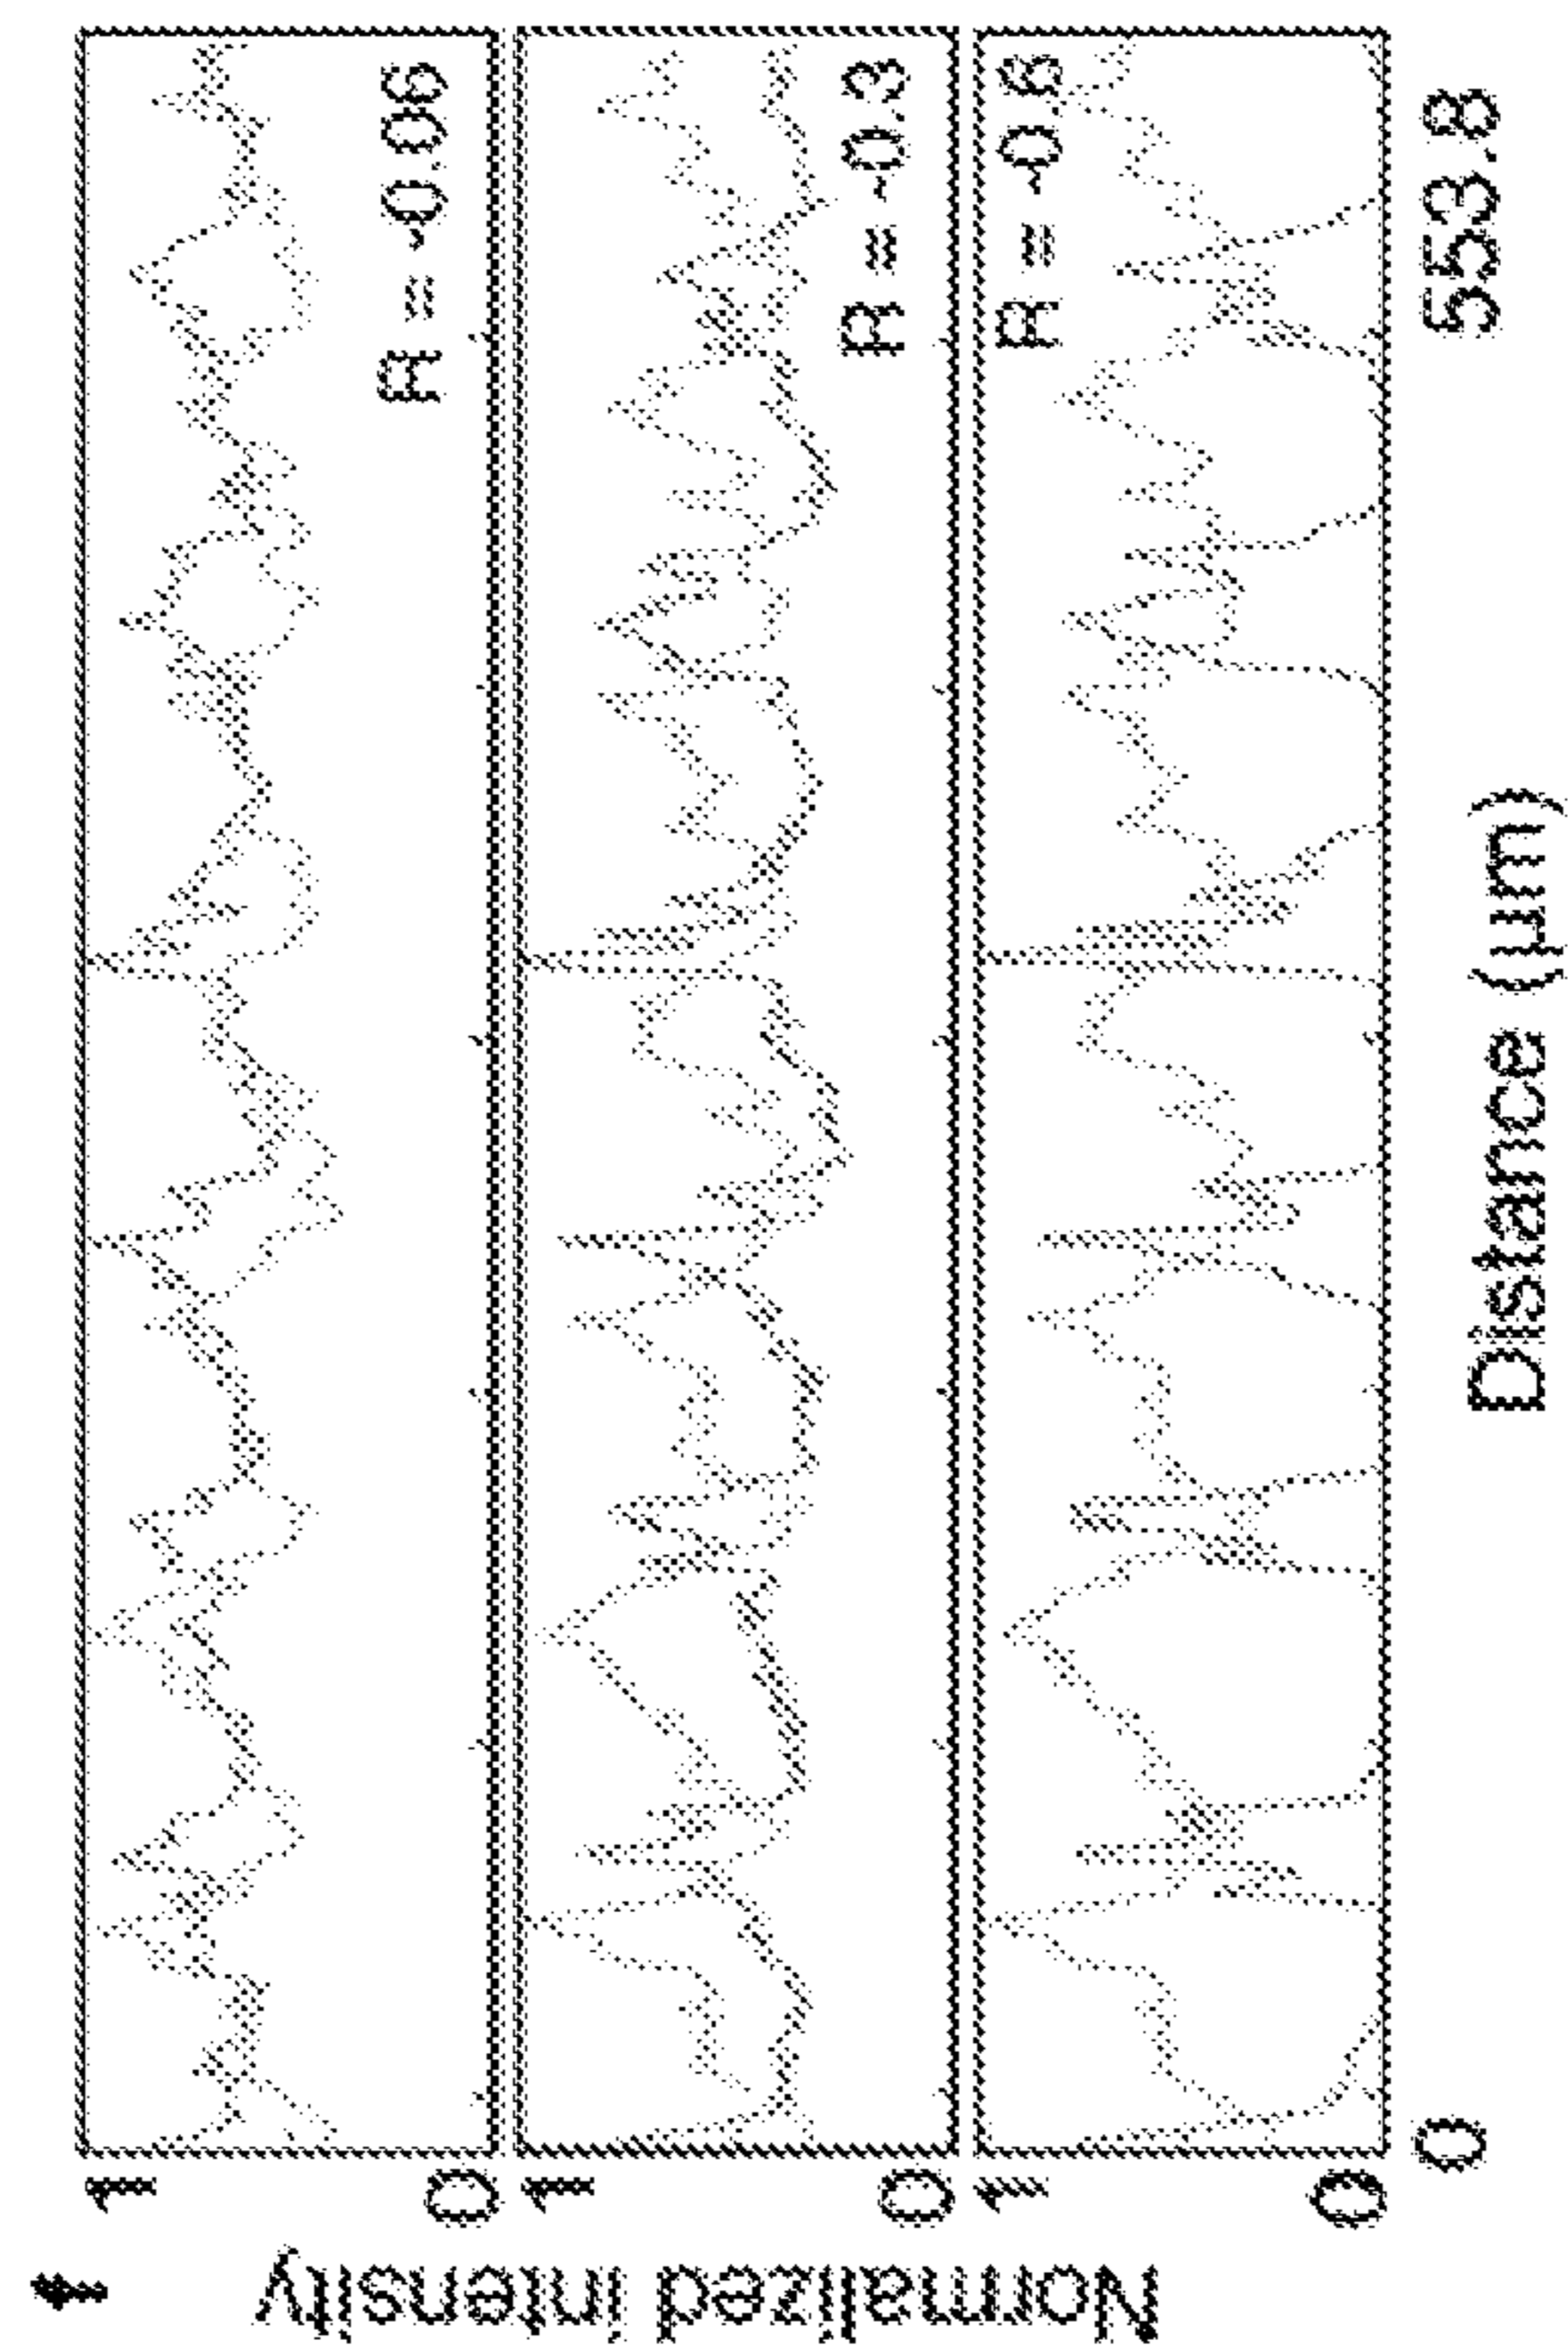 Normalized intensity
1
0
R = -0.06
1
0
R = -0.3
1
0
R = -0.6
0
553.8
Distance (µm)